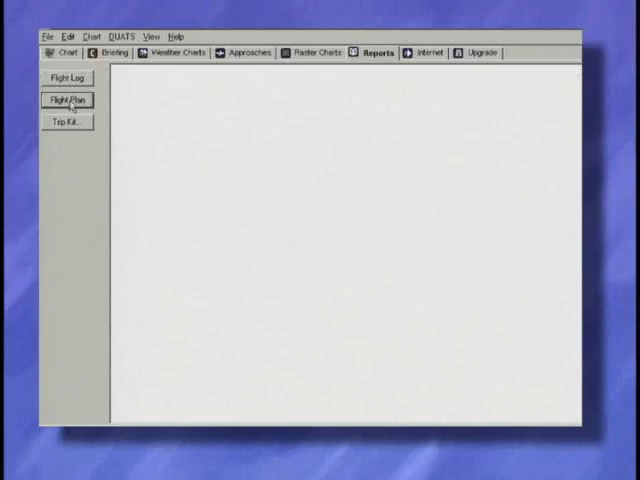 File Edit Chart DUATS View Help
Chart Briefing Weather Charts Approaches Raster Charts Reports Internet Upgrade
Flight Log
Flight Plan
Trip Kit...